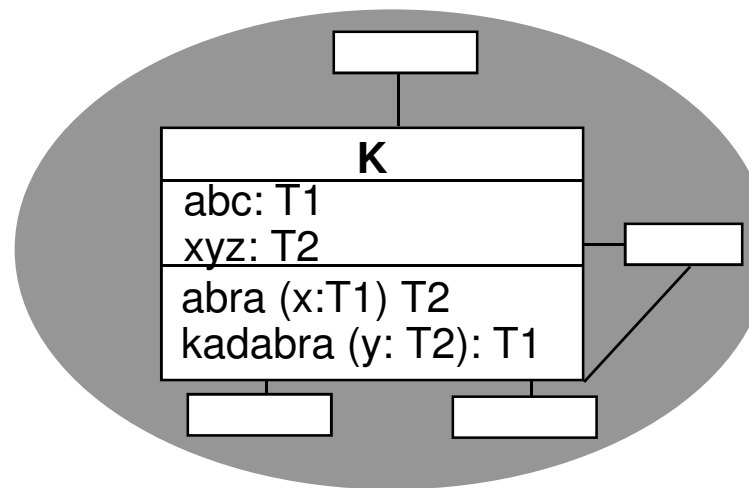 K
abc: T1
xyz: T2
abra (x:T1) T2
kadabra (y: T2): T1